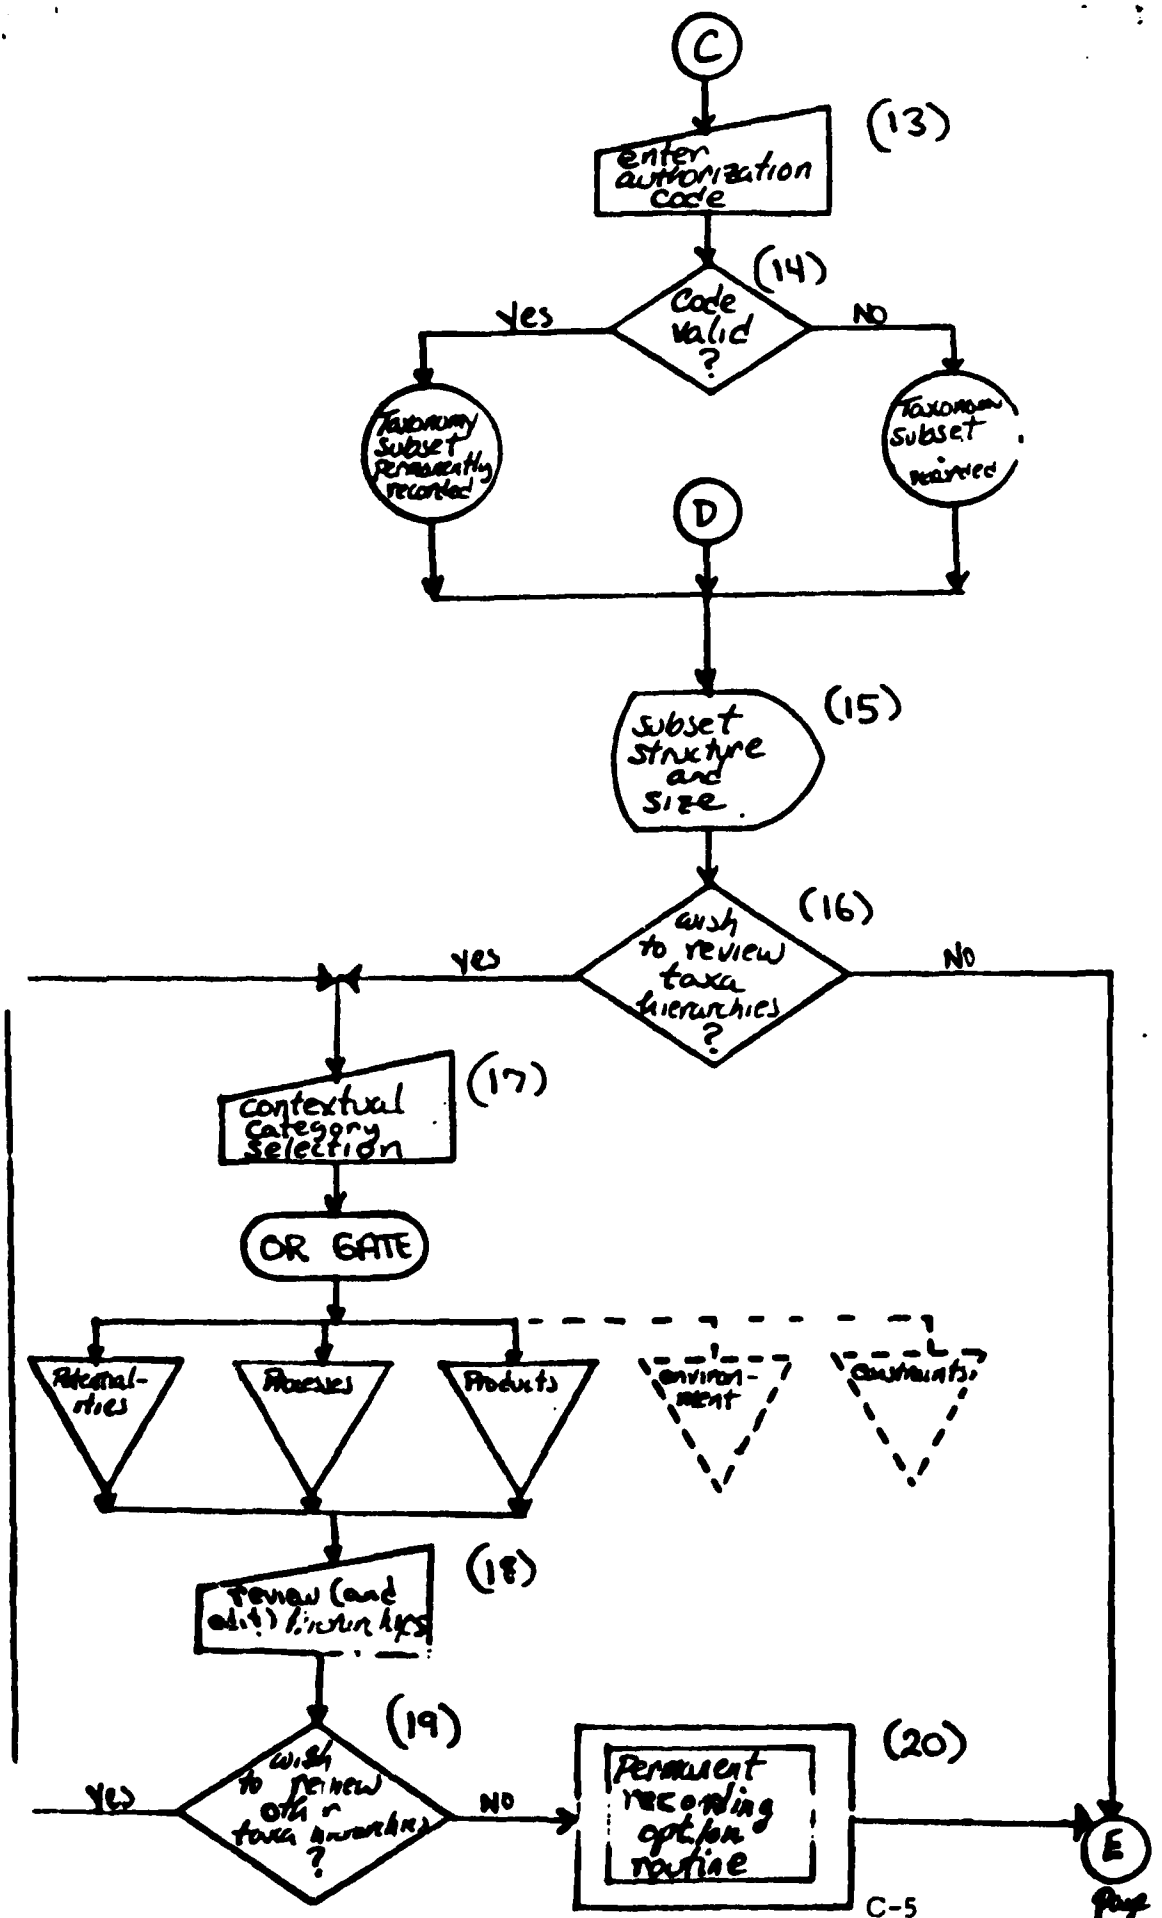 C
(13)
enter
authorization
code
(14)
Code
valid
?
Yes
NO
Taxonomy
subset
permanently
recorded
Taxonom
subset
D
(15)
subset
structure
and
size
(16)
wish
to review
taxa
hierarchies
?
Yes
NO
(17)
contextual
category
selection
OR GATE
Potential-
ities
Processes
Products
environ-
ment
constraints
(18)
review (and
edit)
(19)
wish
to review
taxa hierarchies
?
Yes
NO
(20)
Permanent
recording
option
routine
E
Page
C-5